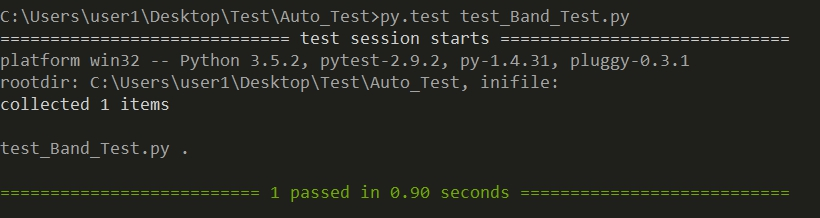 C:\Users\user1\Desktop\Test\Auto_Test>py.test test_Band_Test.py
============================= test session starts =============================
platform win32 -- Python 3.5.2, pytest-2.9.2, py-1.4.31, pluggy-0.3.1
rootdir: C:\Users\user1\Desktop\Test\Auto_Test, inifile:
collected 1 items
test_Band_Test.py .
========================== 1 passed in 0.90 seconds ===========================